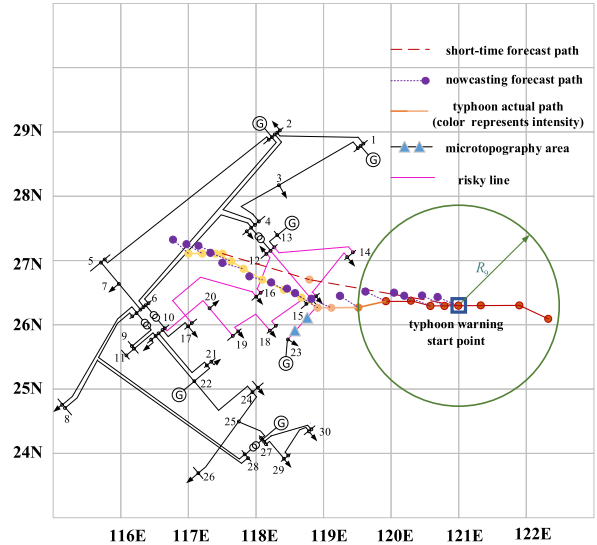 short-time forecast path
nowcasting forecast path
typhoon actual path
(color represents intensity)
microtopography area
risky line
29N
28N
27N
26N
25N
24N
G
2
1
G
3
4
G
13
12
14
5
7
6
10
9
11
16
20
15
17
19
18
23
G
21
22
G
24
25
G
30
27
28
29
26
8
R₀
typhoon warning
start point
116E
117E
118E
119E
120E
121E
122E